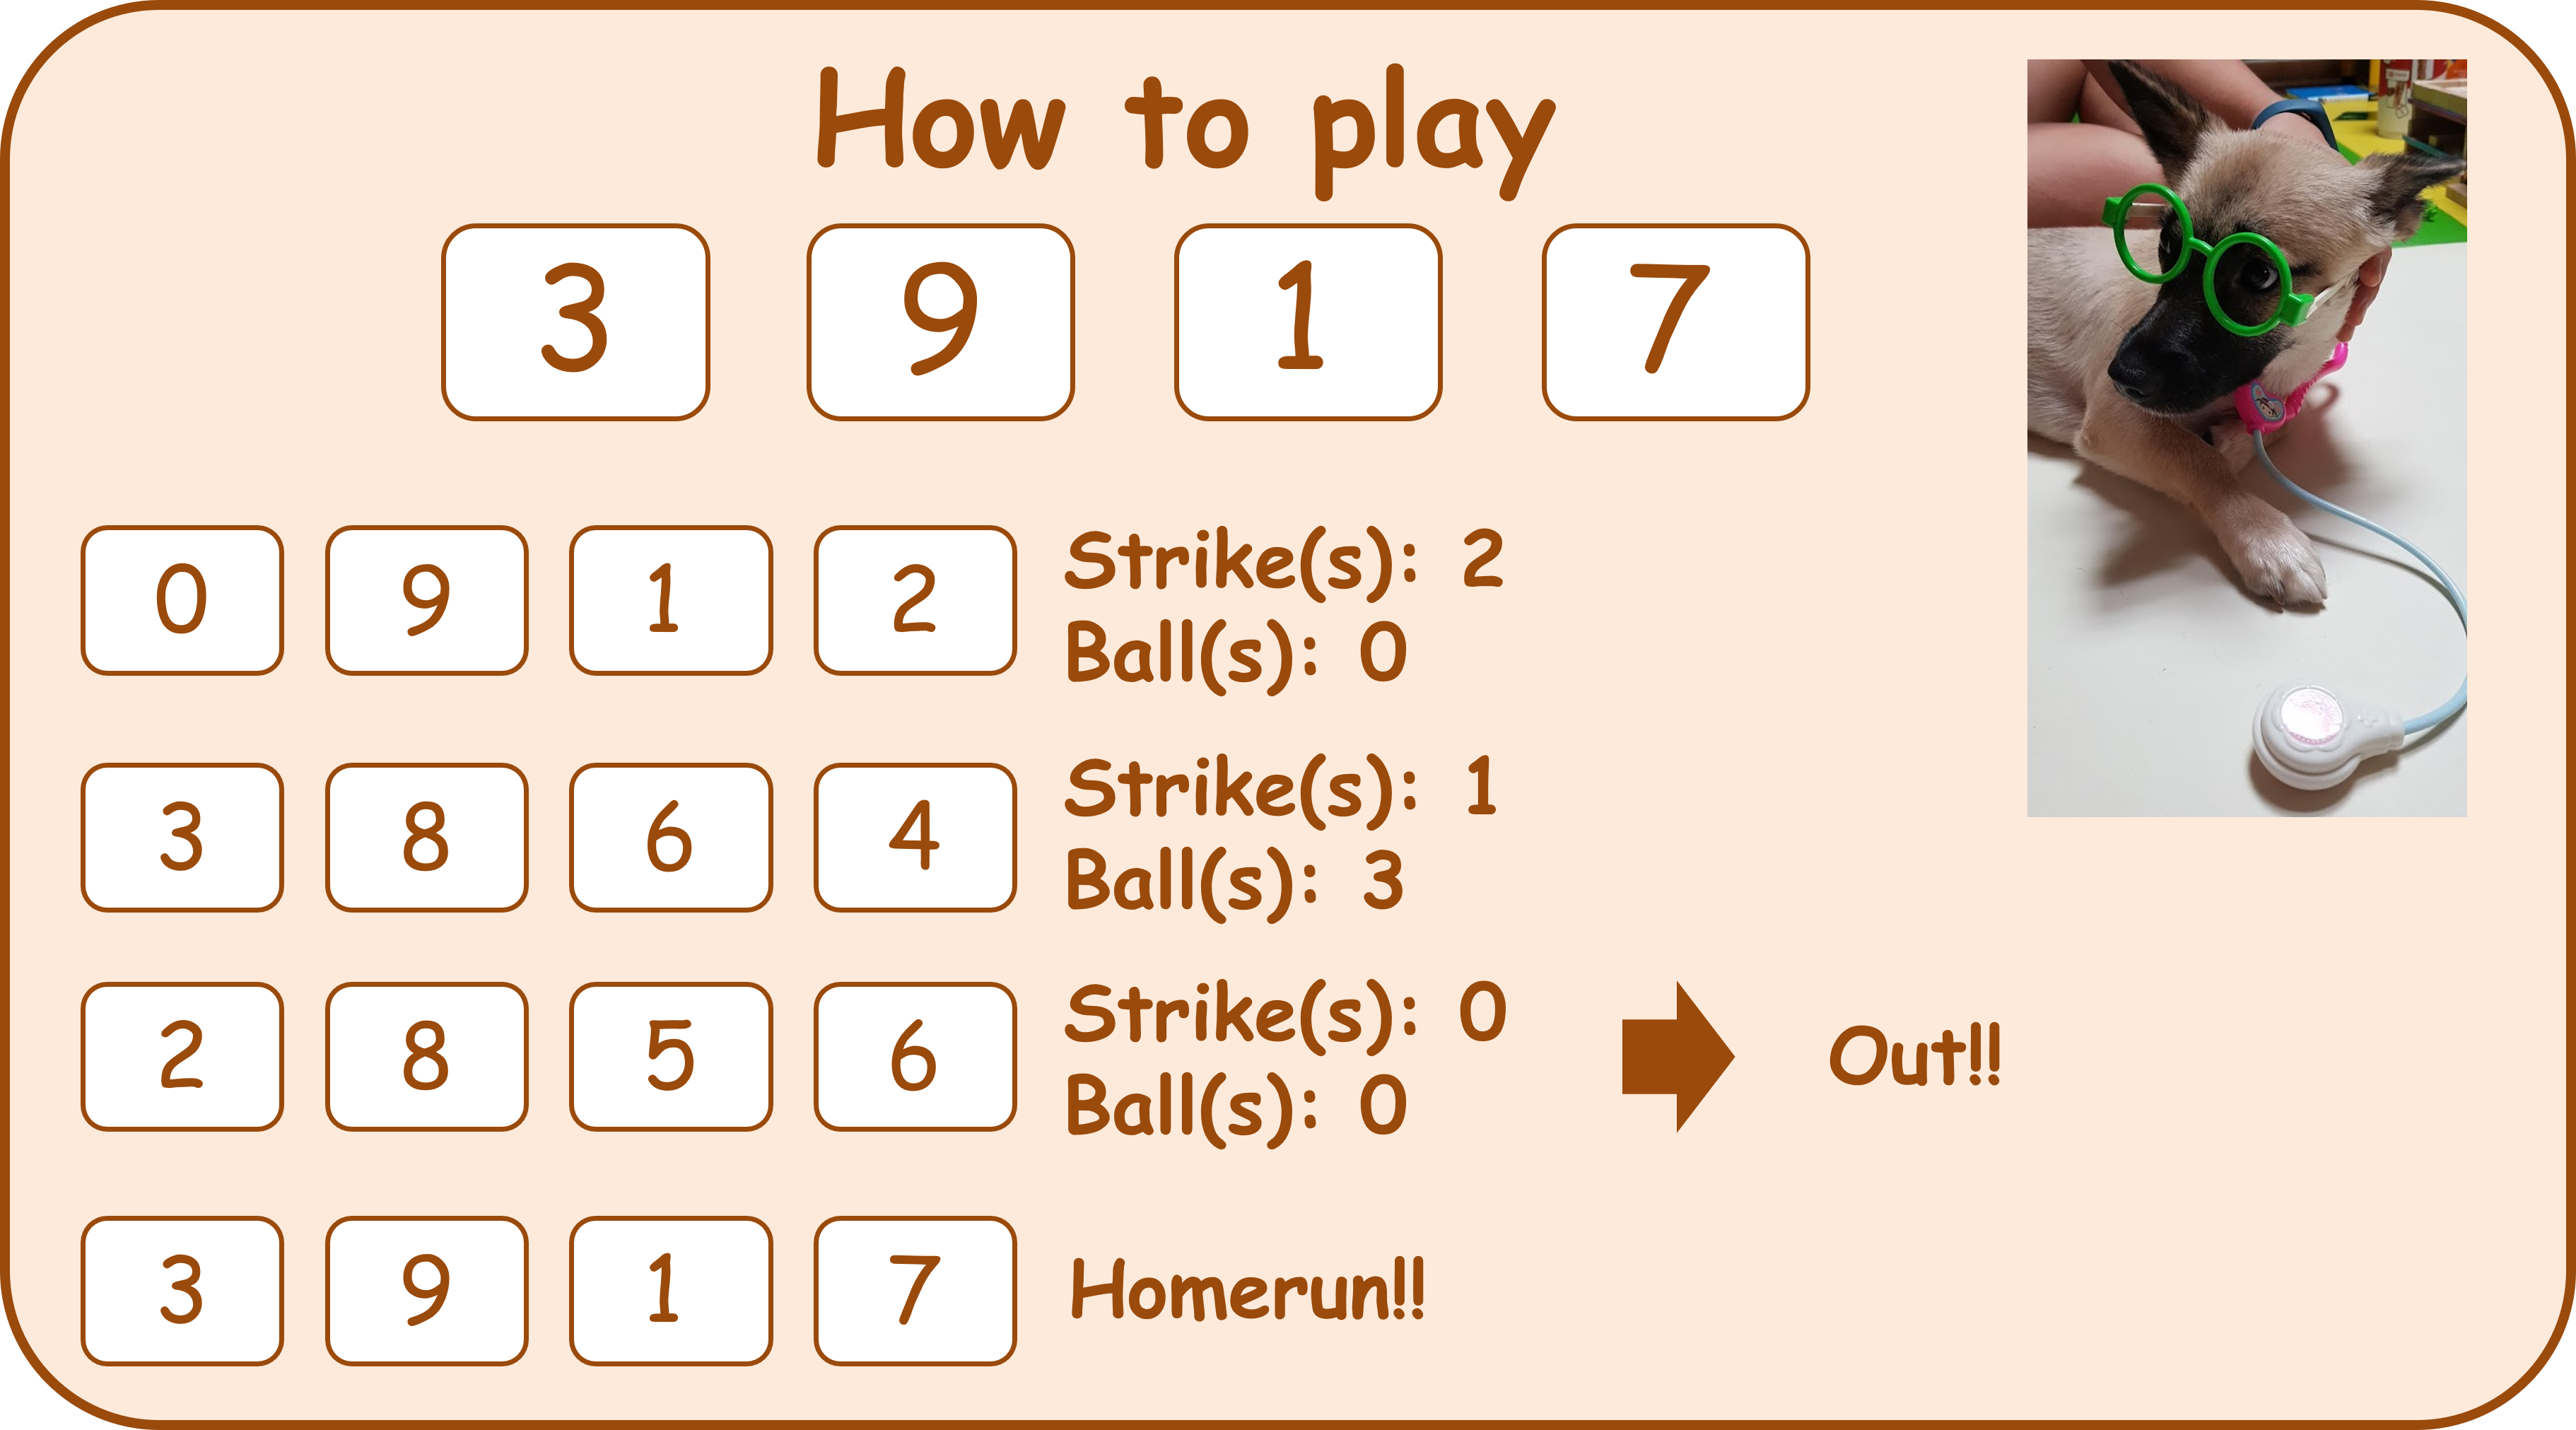 How to play
3 9 1 7
0 9 1 2
Strike(s): 2
Ball(s): 0
3 8 6 4
Strike(s): 1
Ball(s): 3
2 8 5 6
Strike(s): 0
Ball(s): 0
Out!!
3 9 1 7
Homerun!!